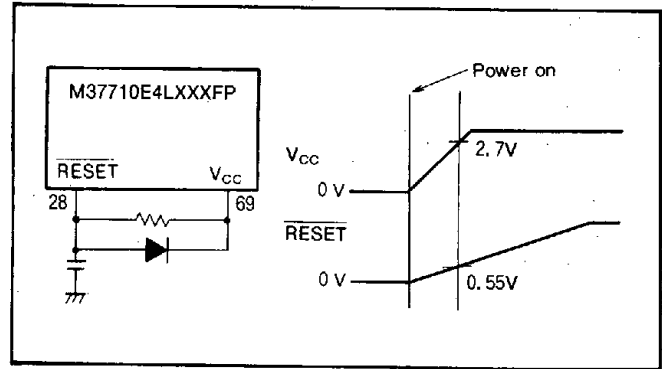 M37710E4LXXXFP
RESET VCC
28 69
Power on
VCC
2.7V
0 V
RESET
0 V
0.55V